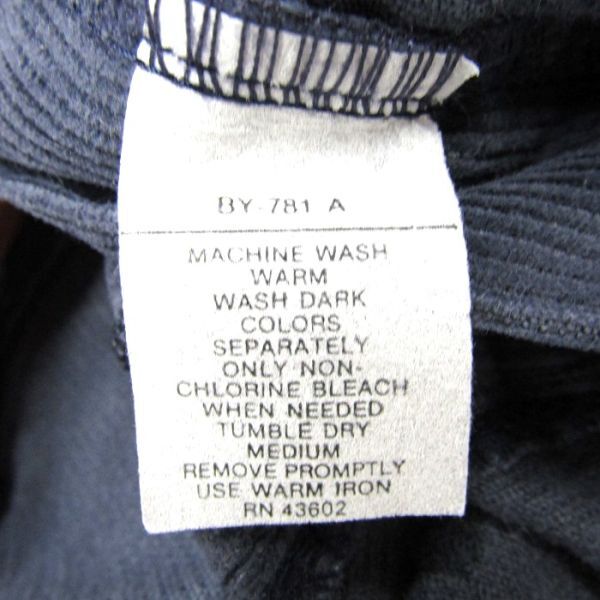 BY-781 A
MACHINE WASH
WARM
WASH DARK
COLORS
SEPARATELY
ONLY NON-
CHLORINE BLEACH
WHEN NEEDED
TUMBLE DRY
MEDIUM
REMOVE PROMPTLY
USE WARM IRON
RN 43602